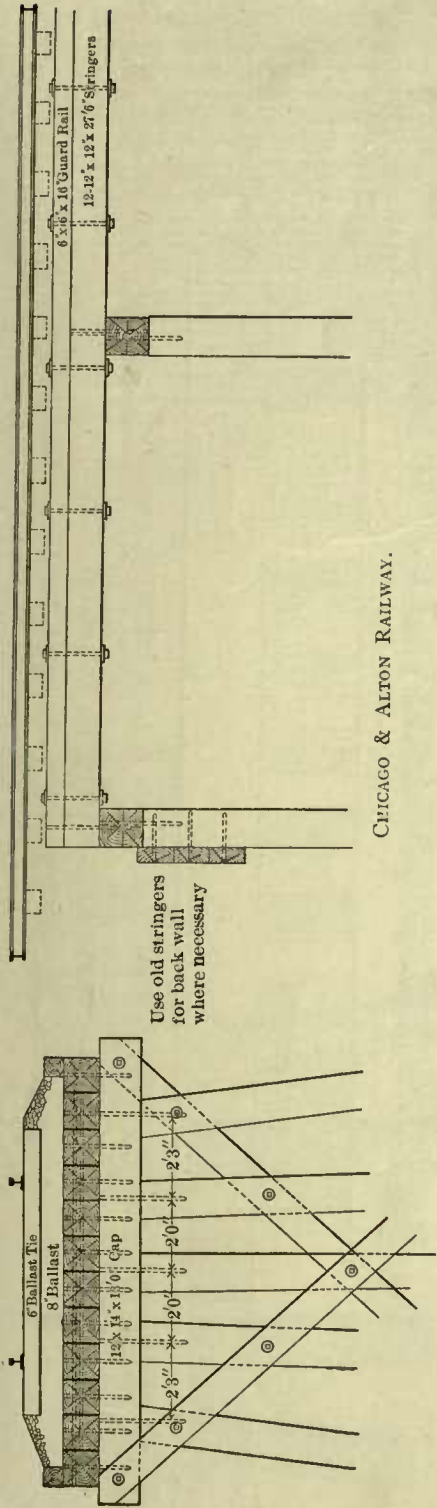 6" Ballast Tie
8" Ballast
12" x 14" x 13'0" Cap
2'3" 2'0" 2'0" 2'3"
Use old stringers
for back wall
where necessary
6"x 6"x 16" Guard Rail
12-12"x 12"x 27'6" Stringers
CHICAGO & ALTON RAILWAY.